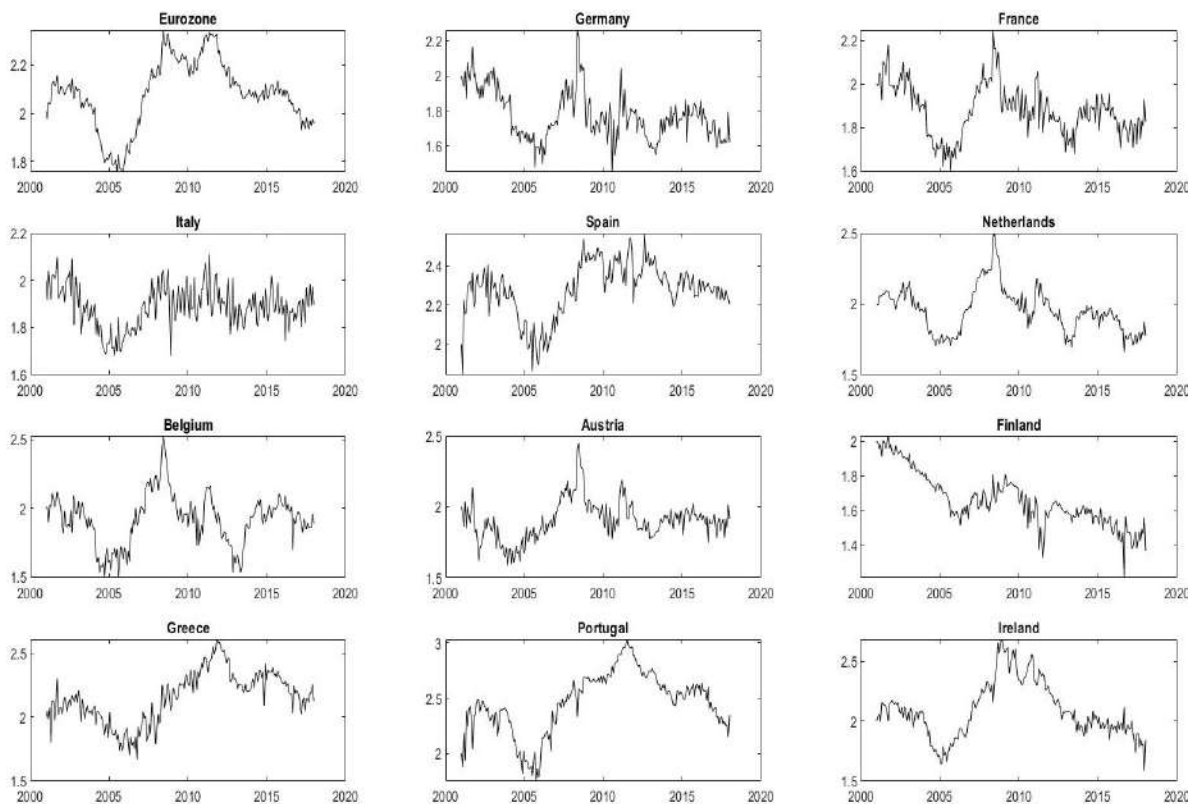 Eurozone Germany France
2.2 2.2 2.2
2 2 2
1.8 1.8 1.8
1.6 1.6
2000 2005 2010 2015 2020 2000 2005 2010 2015 2020 2000 2005 2010 2015 2020
Italy Spain Netherlands
2.2 2.5
2.4
2 2.2 2
1.8 2
1.6 1.5
2000 2005 2010 2015 2020 2000 2005 2010 2015 2020 2000 2005 2010 2015 2020
Belgium Austria Finland
2.5 2.5 2
1.8
2 2 1.6
1.4
1.5 1.5
2000 2005 2010 2015 2020 2000 2005 2010 2015 2020 2000 2005 2010 2015 2020
Greece Portugal Ireland
3
2.5 2.5 2.5
2 2 2
1.5 1.5
2000 2005 2010 2015 2020 2000 2005 2010 2015 2020 2000 2005 2010 2015 2020